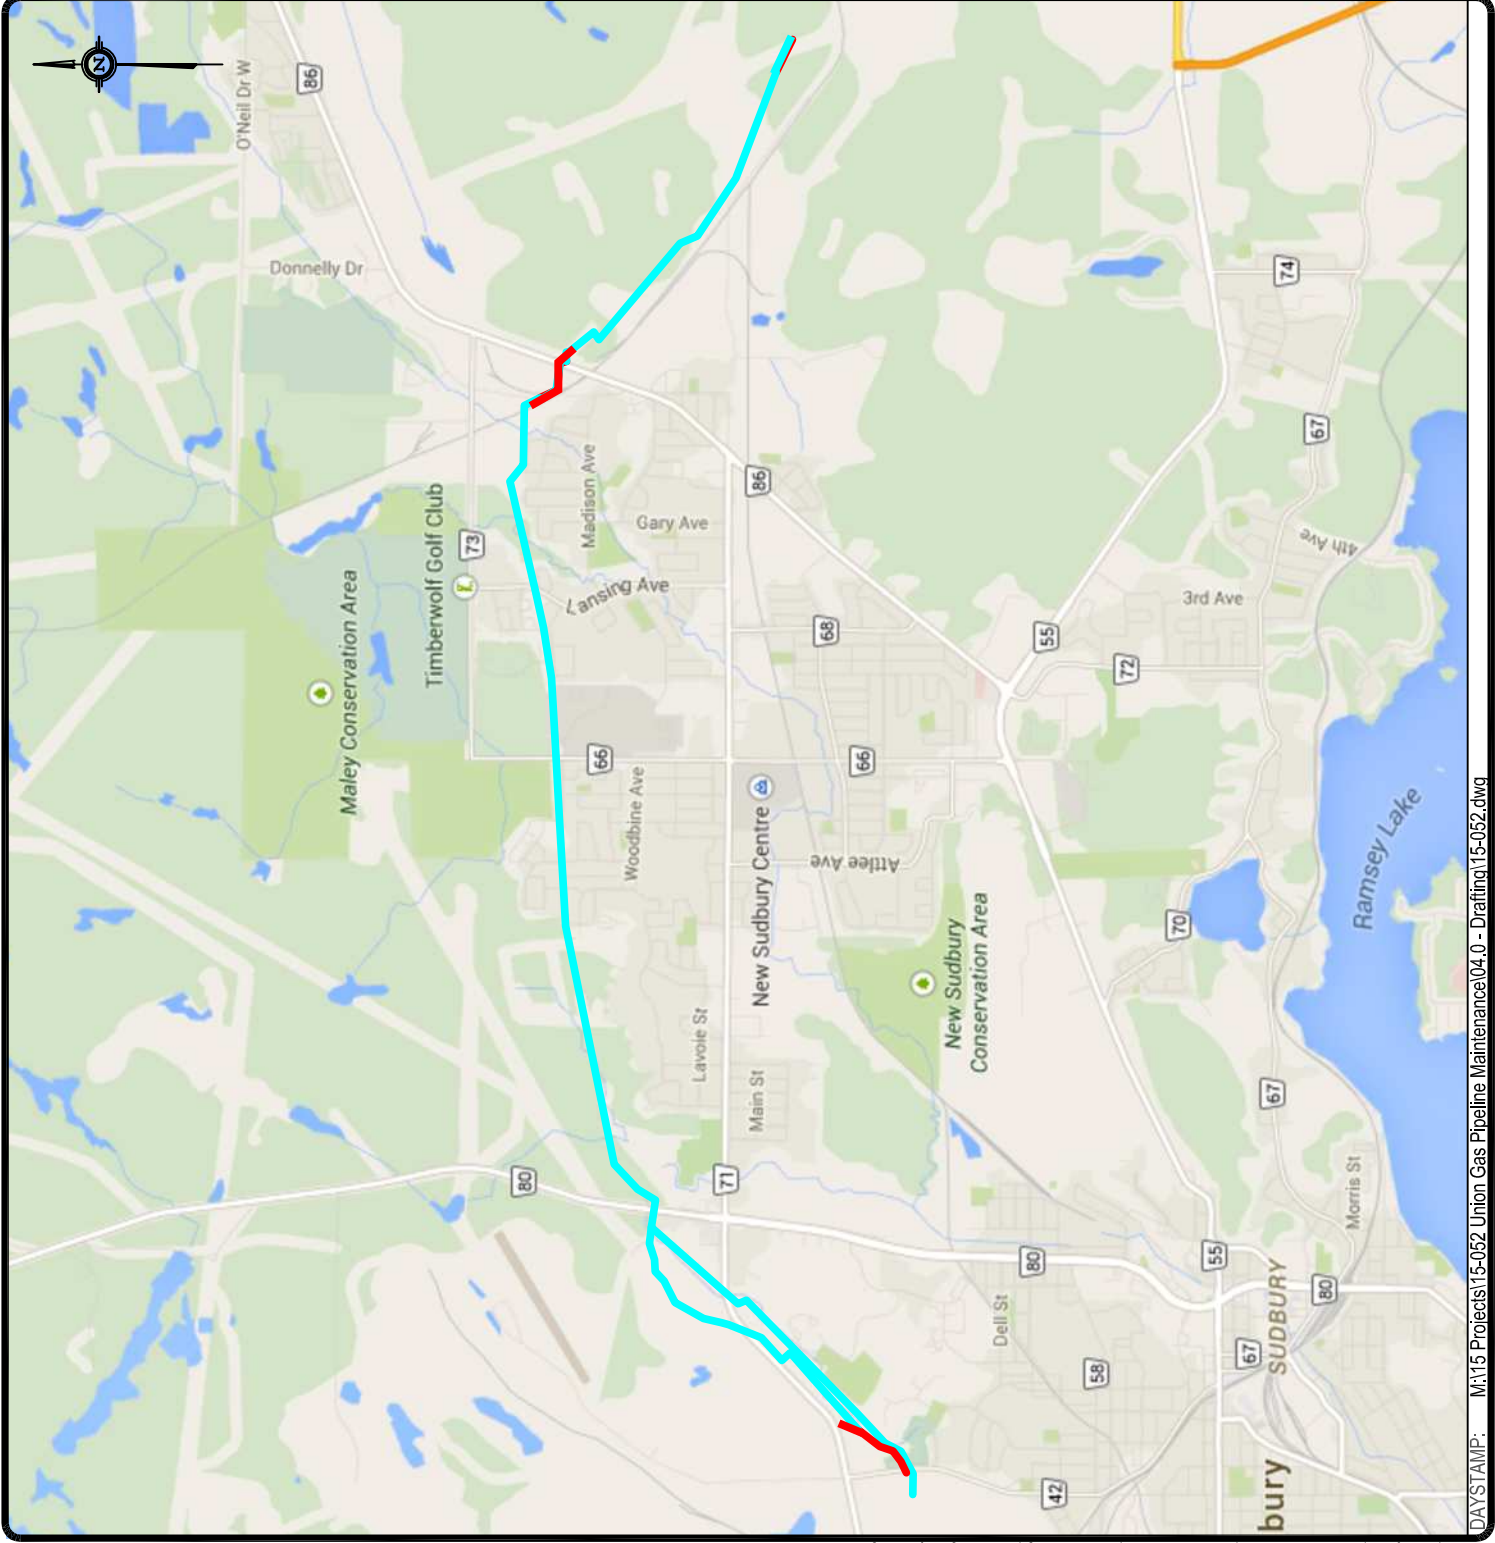 N
O'Neil Dr W
86
Donnelly Dr
Timberwolf Golf Club
73
Maley Conservation Area
Madison Ave
Gary Ave
Lansing Ave
86
68
66
66
Woodbine Ave
New Sudbury Centre
Attlee Ave
Lavoie St
Main St
New Sudbury
Conservation Area
74
67
4th Ave
3rd Ave
55
72
70
Ramsey Lake
67
80
71
80
Morris St
55
80
Dell St
67
SUDBURY
58
42
bury
DAYSTAMP: M:\15 Projects\15-052 Union Gas Pipeline Maintenance\04.0 - Drafting\15-052.dwg